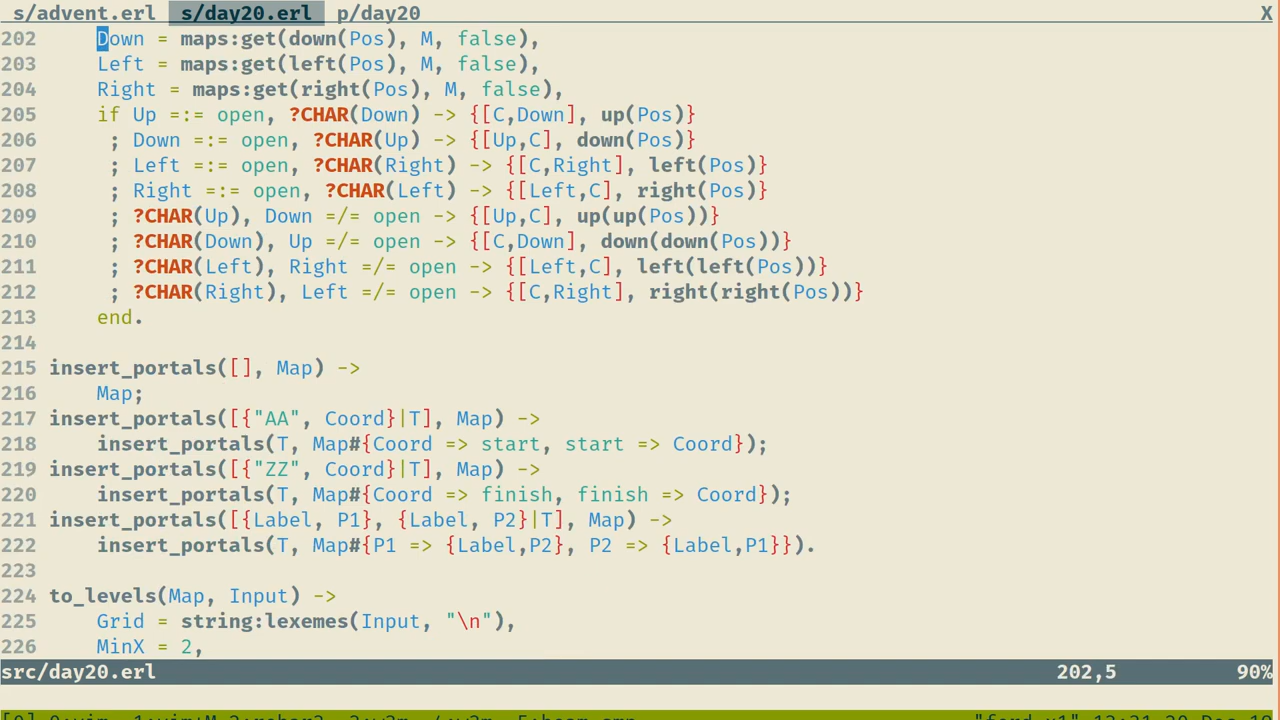 s/advent.erl  s/day20.erl  p/day20  X
202     Down = maps:get(down(Pos), M, false),
203     Left = maps:get(left(Pos), M, false),
204     Right = maps:get(right(Pos), M, false),
205     if Up =:= open, ?CHAR(Down) -> {[C,Down], up(Pos)}
206      ; Down =:= open, ?CHAR(Up) -> {[Up,C], down(Pos)}
207      ; Left =:= open, ?CHAR(Right) -> {[C,Right], left(Pos)}
208      ; Right =:= open, ?CHAR(Left) -> {[Left,C], right(Pos)}
209      ; ?CHAR(Up), Down =/= open -> {[Up,C], up(up(Pos))}
210      ; ?CHAR(Down), Up =/= open -> {[C,Down], down(down(Pos))}
211      ; ?CHAR(Left), Right =/= open -> {[Left,C], left(left(Pos))}
212      ; ?CHAR(Right), Left =/= open -> {[C,Right], right(right(Pos))}
213     end.
214
215 insert_portals([], Map) ->
216     Map;
217 insert_portals([{"AA", Coord}|T], Map) ->
218     insert_portals(T, Map#{Coord => start, start => Coord});
219 insert_portals([{"ZZ", Coord}|T], Map) ->
220     insert_portals(T, Map#{Coord => finish, finish => Coord});
221 insert_portals([{Label, P1}, {Label, P2}|T], Map) ->
222     insert_portals(T, Map#{P1 => {Label,P2}, P2 => {Label,P1}}).
223
224 to_levels(Map, Input) ->
225     Grid = string:lexemes(Input, "\n"),
226     MinX = 2,
src/day20.erl  202,5  90%